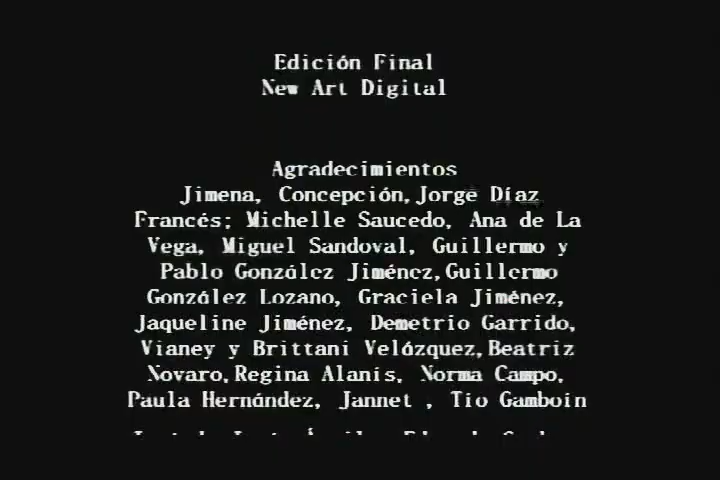 Edición Final
New Art Digital
Agradecimientos
Jimena, Concepción,Jorge Díaz
Francés; Michelle Saucedo, Ana de La
Vega, Miguel Sandoval, Guillermo y
Pablo González Jiménez,Guillermo
González Lozano, Graciela Jiménez,
Jaqueline Jiménez, Demetrio Garrido,
Vianey y Brittani Velázquez,Beatriz
Novaro,Regina Alanís, Norma Campo,
Paula Hernández, Jannet , Tio Gamboin